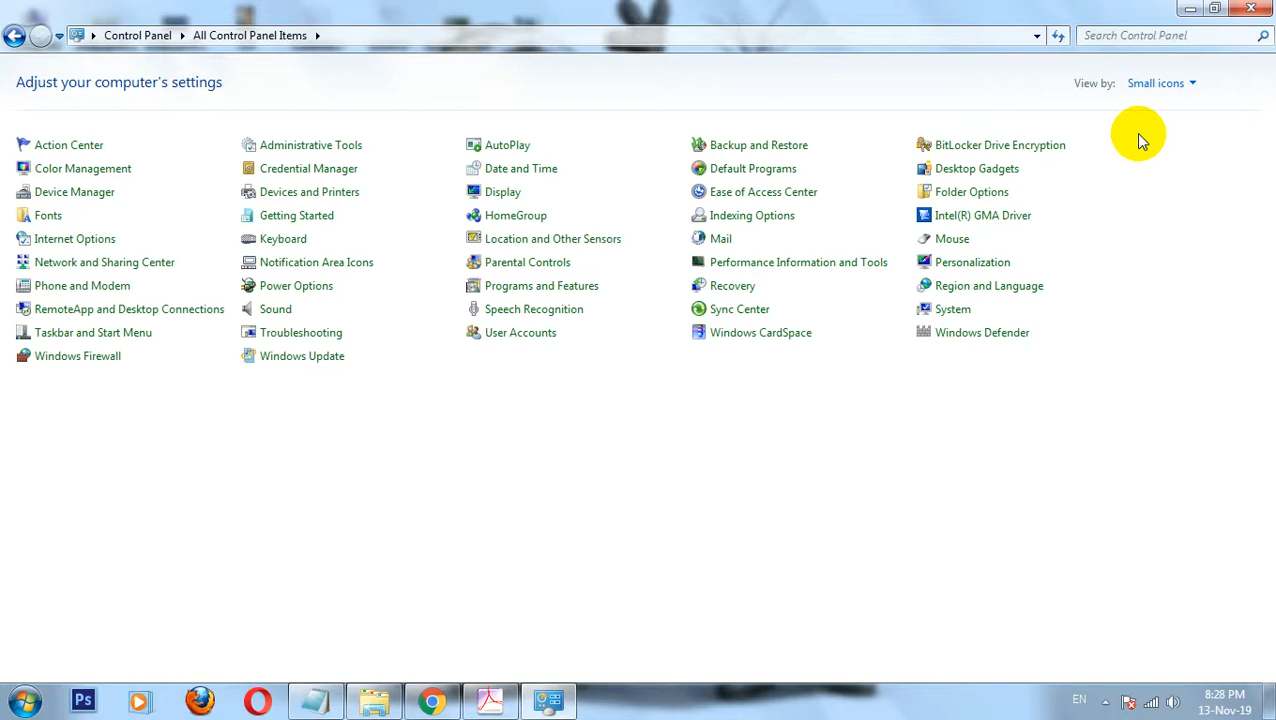 Control Panel All Control Panel Items
Search Control Panel
Adjust your computer's settings
View by: Small icons
Action Center Administrative Tools AutoPlay Backup and Restore BitLocker Drive Encryption
Color Management Credential Manager Date and Time Default Programs Desktop Gadgets
Device Manager Devices and Printers Display Ease of Access Center Folder Options
Fonts Getting Started HomeGroup Indexing Options Intel(R) GMA Driver
Internet Options Keyboard Location and Other Sensors Mail Mouse
Network and Sharing Center Notification Area Icons Parental Controls Performance Information and Tools Personalization
Phone and Modem Power Options Programs and Features Recovery Region and Language
RemoteApp and Desktop Connections Sound Speech Recognition Sync Center System
Taskbar and Start Menu Troubleshooting User Accounts Windows CardSpace Windows Defender
Windows Firewall Windows Update
Ps
EN
8:28 PM
13-Nov-19